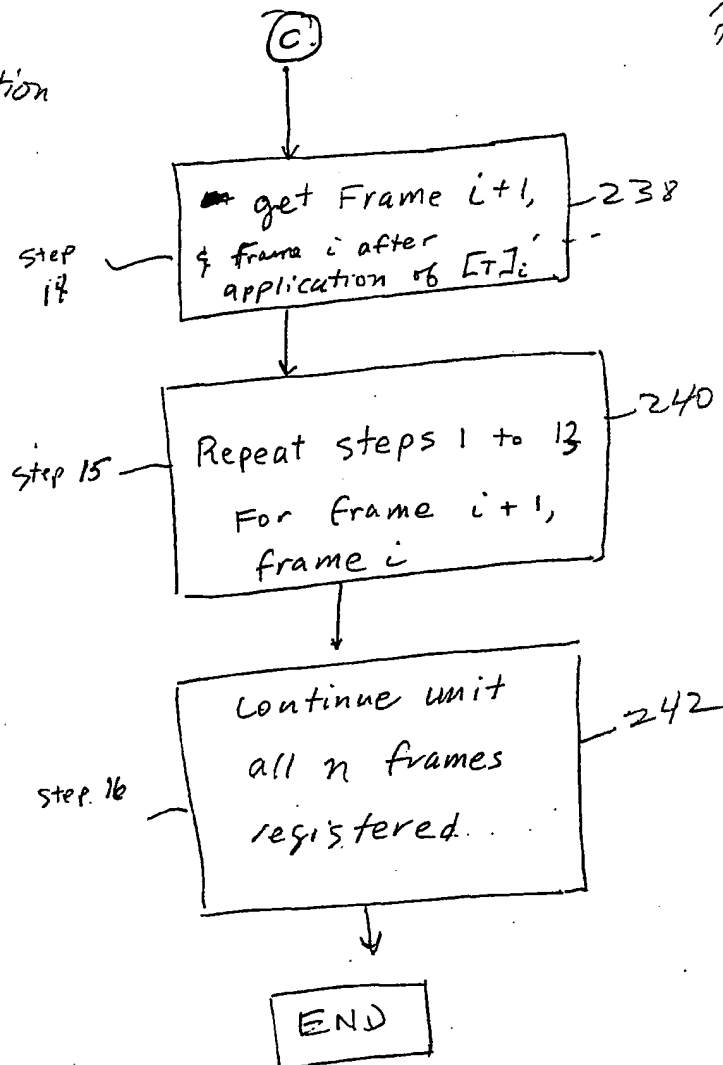 C
tion
get Frame i+1,
& frame i after
application of [T]i'
238
step
14
Repeat steps 1 to 13
For frame i+1,
frame i
240
step 15
Continue unit
all n frames
registered
242
step. 16
END